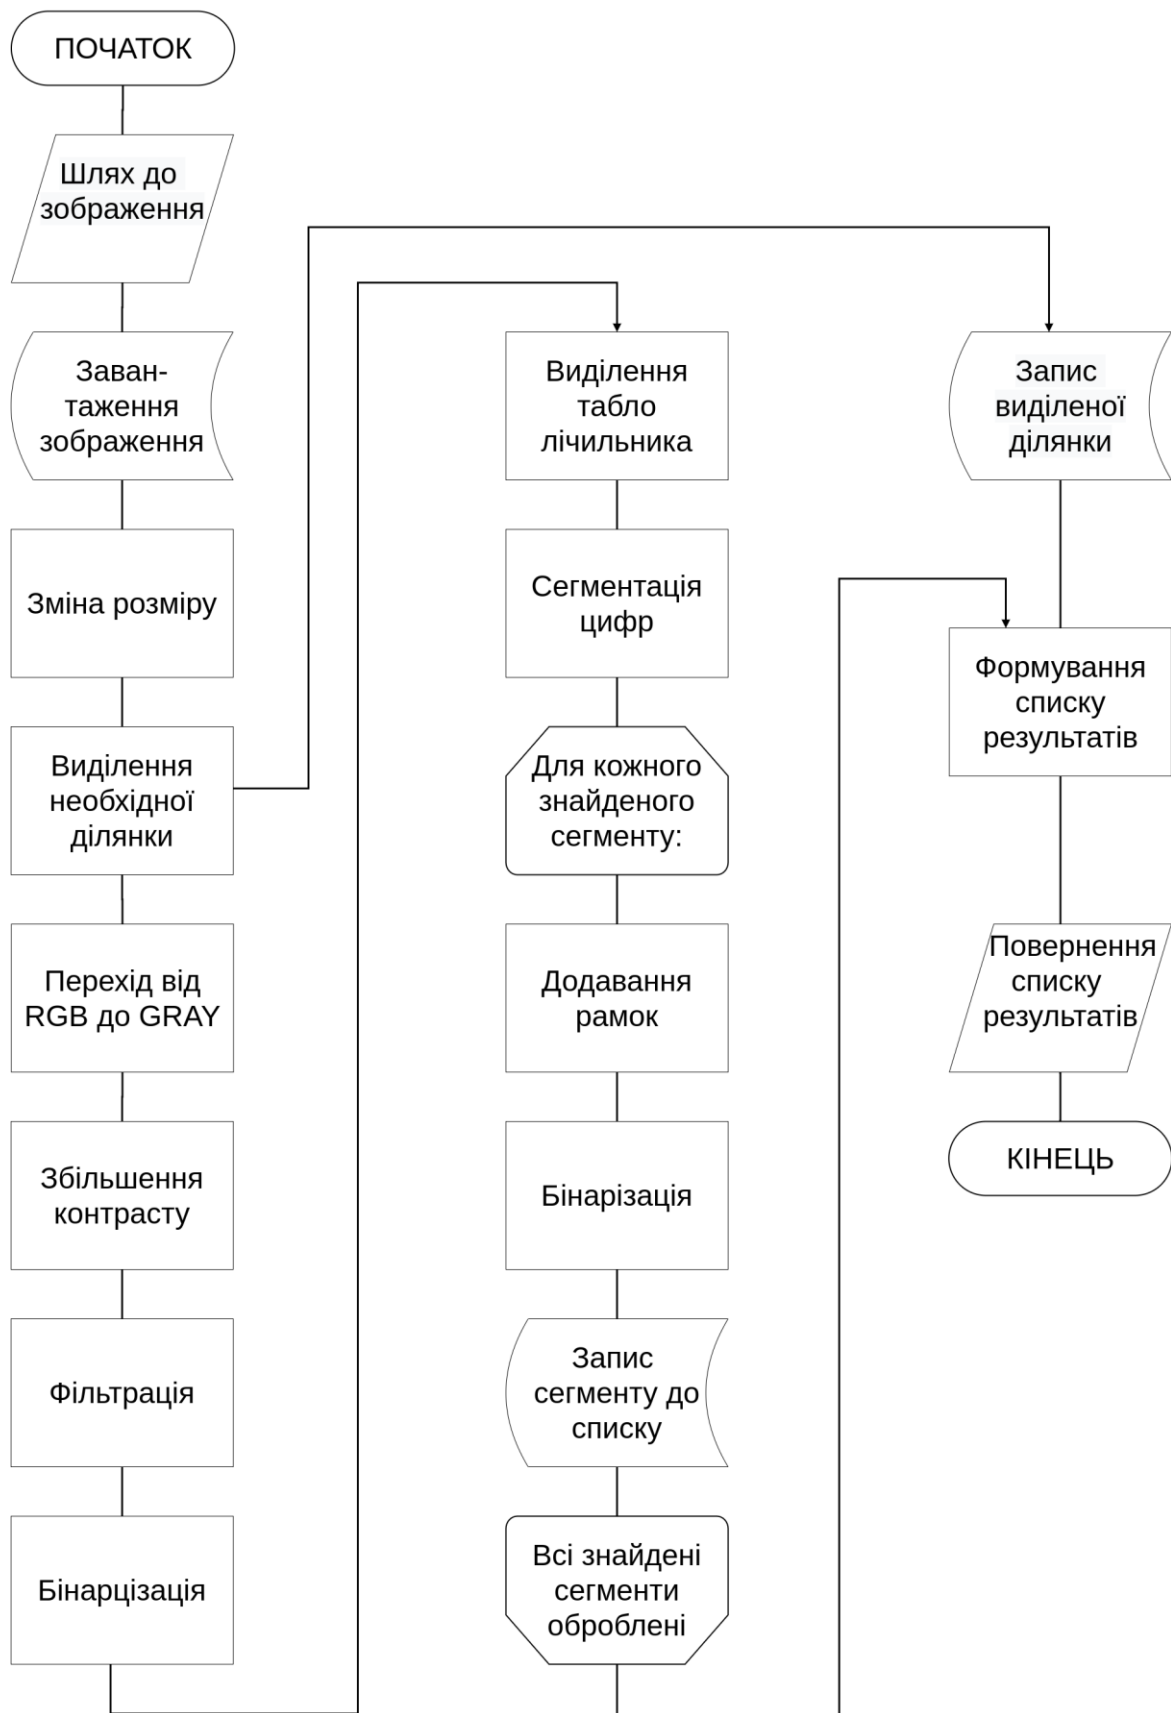 ПОЧАТОК
Шлях до
зображення
Заван-
таження
зображення
Зміна розміру
Виділення
необхідної
ділянки
Перехід від
RGB до GRAY
Збільшення
контрасту
Фільтрація
Бінарцізація
Виділення
табло
лічильника
Сегментація
цифр
Для кожного
знайденого
сегменту:
Додавання
рамок
Бінарізація
Запис
сегменту до
списку
Всі знайдені
сегменти
оброблені
Запис
виділеної
ділянки
Формування
списку
результатів
Повернення
списку
результатів
КІНЕЦЬ